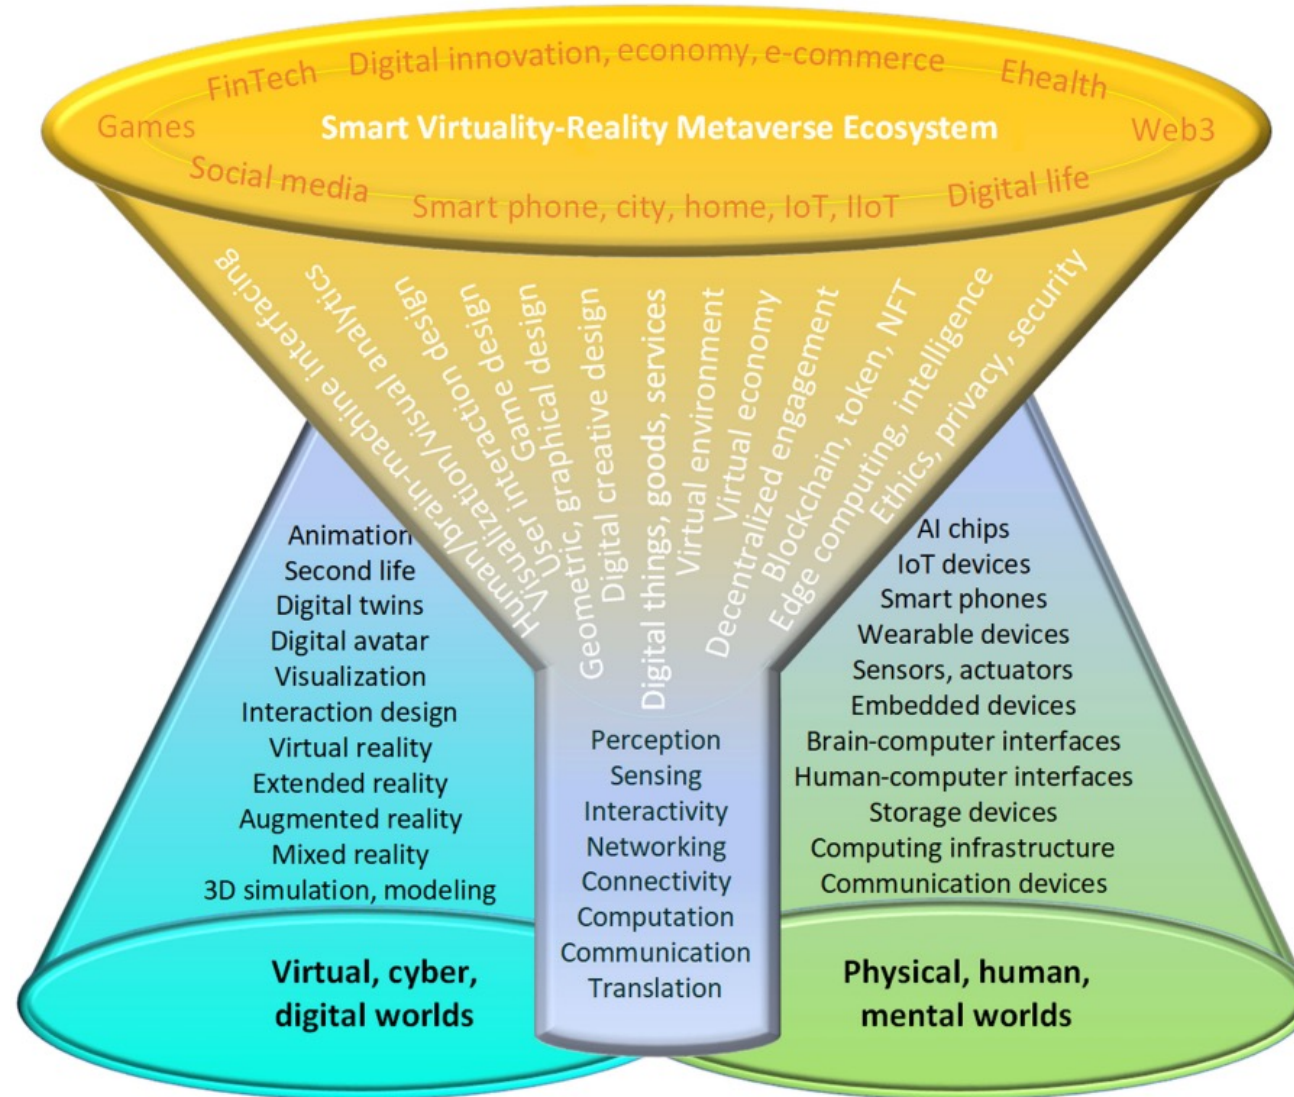 FinTech
Digital innovation, economy, e-commerce
Ehealth
Games
Smart Virtuality-Reality Metaverse Ecosystem
Web3
Social media
Smart phone, city, home, IoT, IIoT
Digital life
Human/brain-machine interfacing
Visualization/visual analytics
User interaction design
Game design
Geometric, graphical design
Digital creative design
Digital things, goods, services
Virtual environment
Virtual economy
Decentralized engagement
Blockchain, token, NFT
Edge computing, intelligence
Ethics, privacy, security
Animation
Second life
Digital twins
Digital avatar
Visualization
Interaction design
Virtual reality
Extended reality
Augmented reality
Mixed reality
3D simulation, modeling
Virtual, cyber,
digital worlds
Perception
Sensing
Interactivity
Networking
Connectivity
Computation
Communication
Translation
AI chips
IoT devices
Smart phones
Wearable devices
Sensors, actuators
Embedded devices
Brain-computer interfaces
Human-computer interfaces
Storage devices
Computing infrastructure
Communication devices
Physical, human,
mental worlds